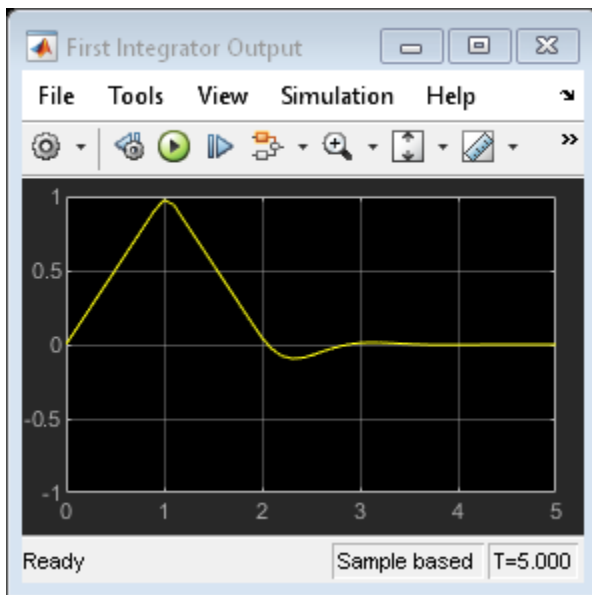 First Integrator Output
File Tools View Simulation Help
1
0.5
0
-0.5
-1
0 1 2 3 4 5
Ready Sample based T=5.000